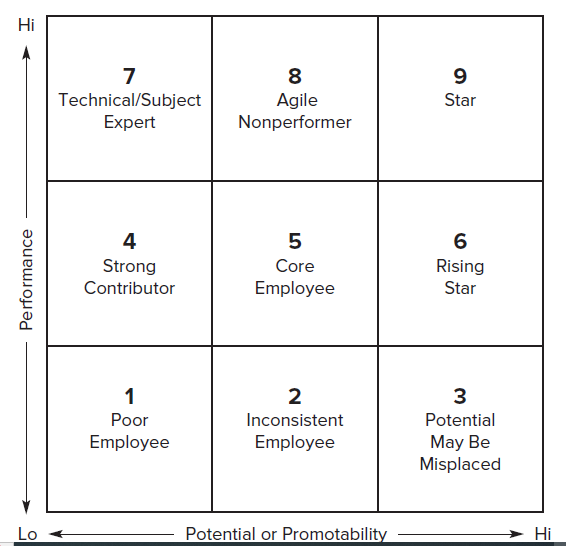 Hi
7
Technical/Subject
Expert
8
Agile
Nonperformer
9
Star
Performance
4
Strong
Contributor
5
Core
Employee
6
Rising
Star
1
Poor
Employee
2
Inconsistent
Employee
3
Potential
May Be
Misplaced
Lo
Potential or Promotability
Hi